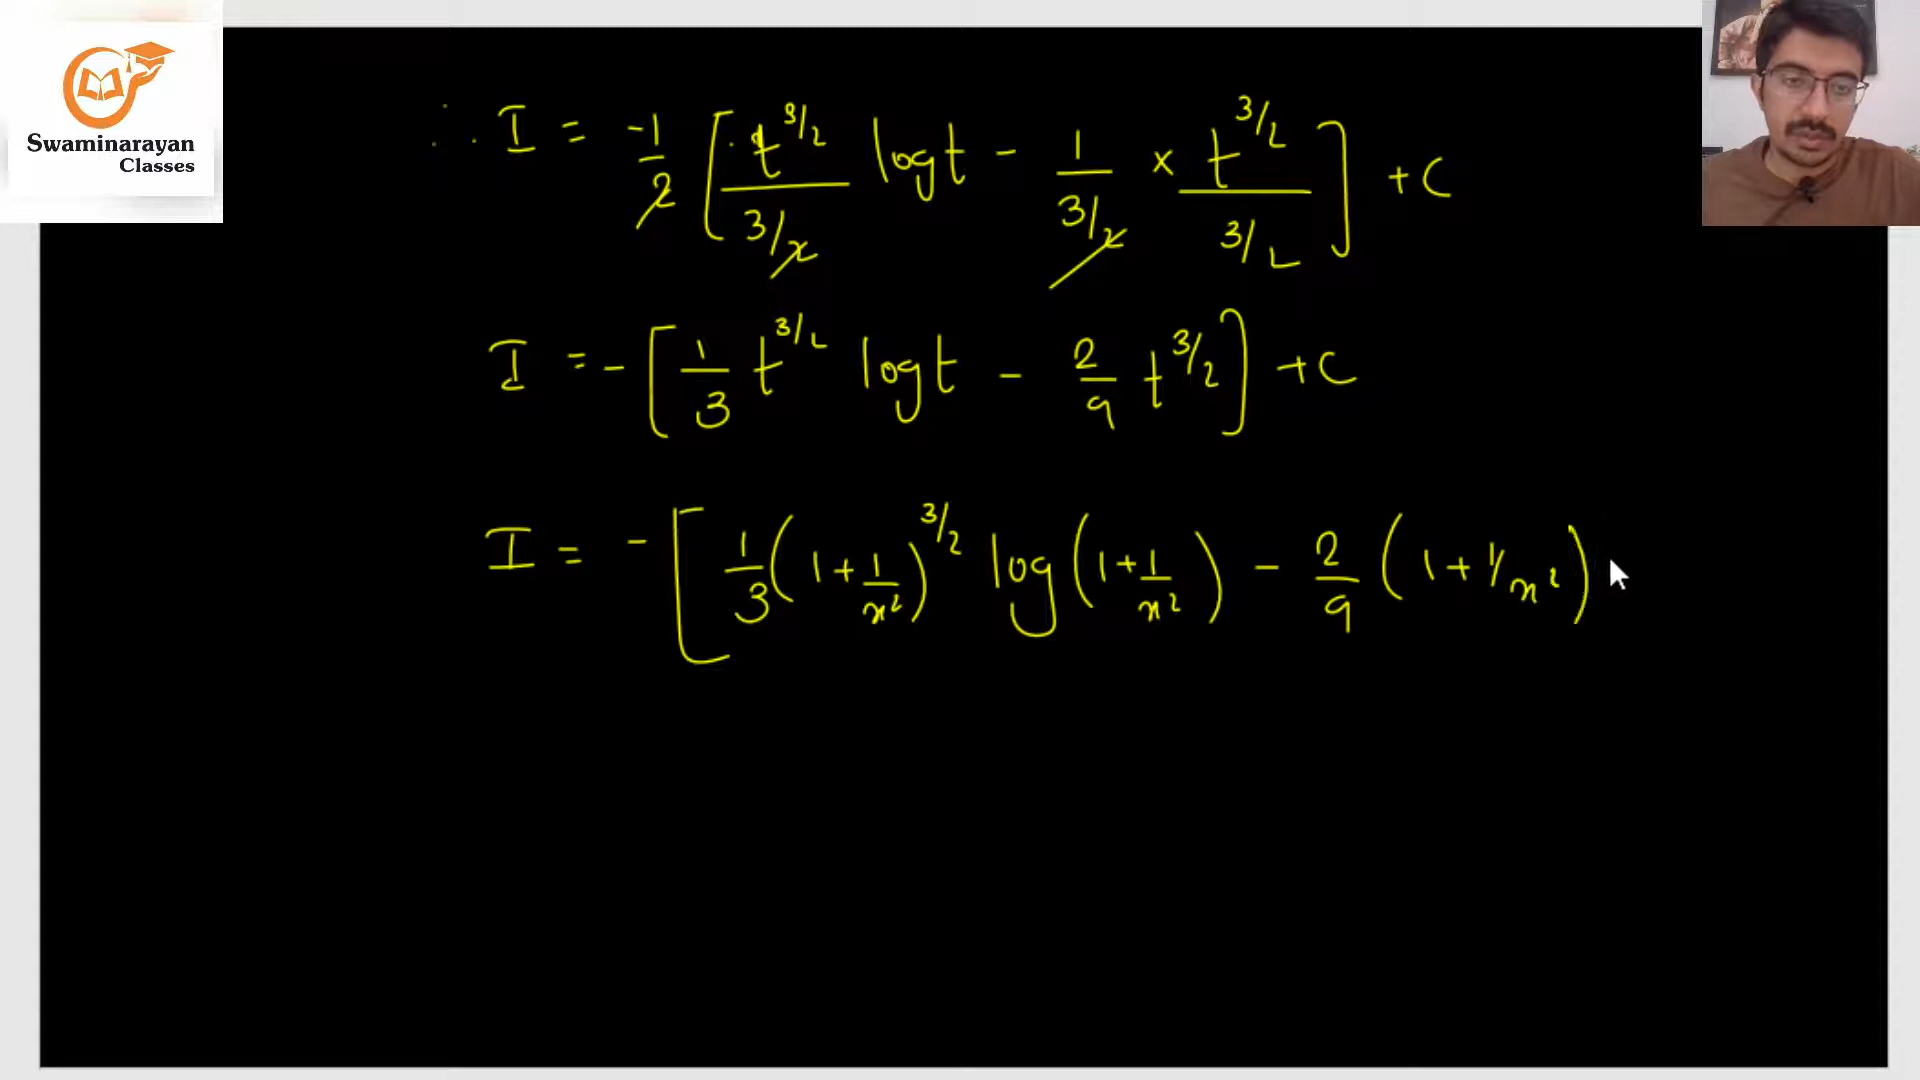 Swaminarayan
Classes
∴ I = -1/2 [ t^3/2 / 3/2 log t - 1 / 3/2 × t^3/2 / 3/2 ] + C
I = - [ 1/3 t^3/2 log t - 2/9 t^3/2 ] + C
I = - [ 1/3 (1 + 1/x²)^3/2 log (1 + 1/x²) - 2/9 (1 + 1/x²)